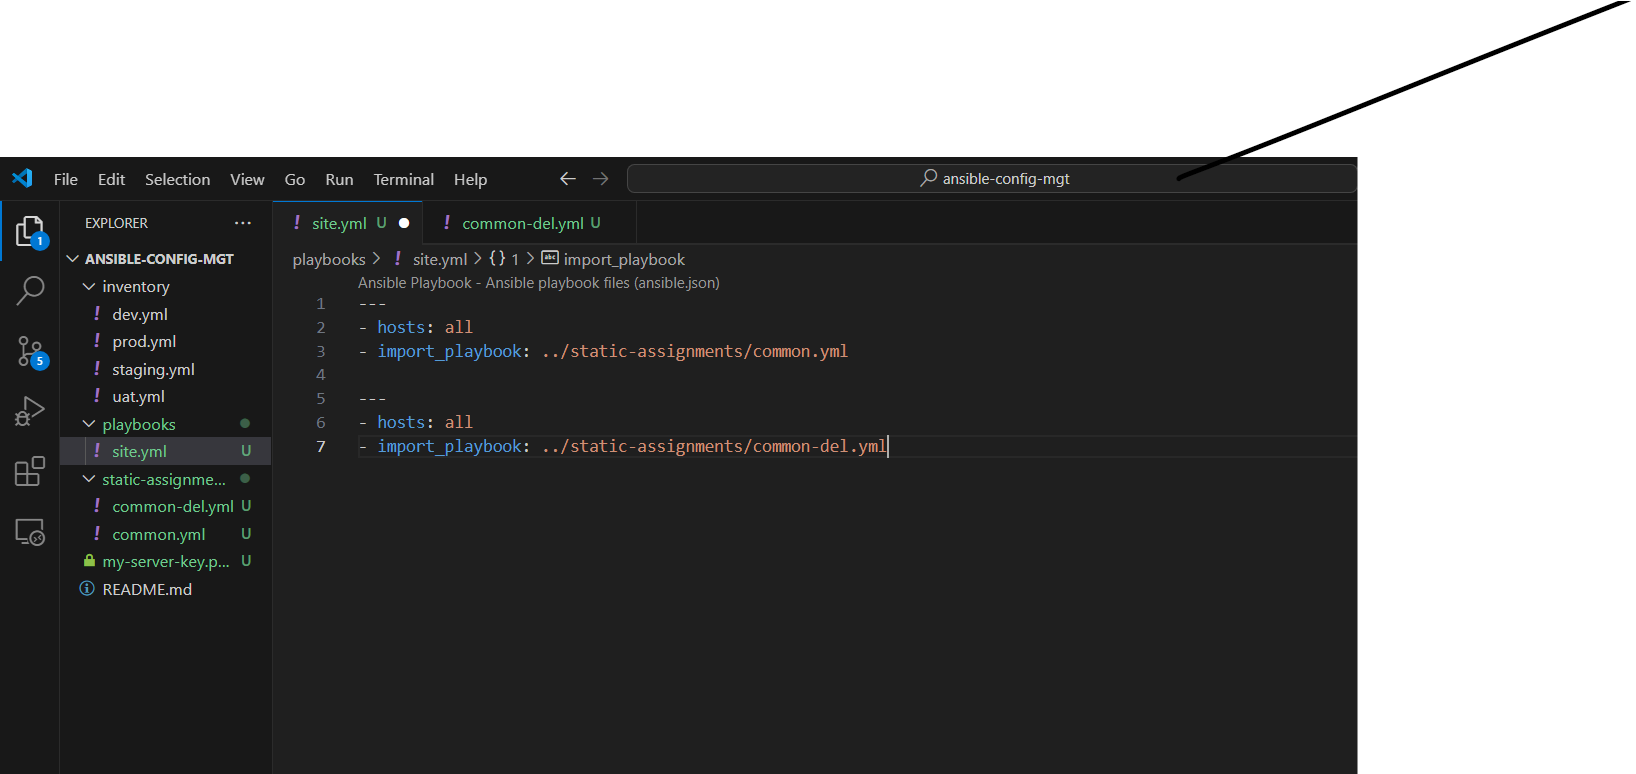 File Edit Selection View Go Run Terminal Help ansible-config-mgt
EXPLORER ...
ANSIBLE-CONFIG-MGT
inventory
! dev.yml
! prod.yml
! staging.yml
! uat.yml
playbooks
! site.yml U
static-assignme...
! common-del.yml U
! common.yml U
my-server-key.p... U
README.md
1
5
! site.yml U ! common-del.yml U
playbooks > ! site.yml > {} 1 > abc import_playbook
Ansible Playbook - Ansible playbook files (ansible.json)
1 ---
2 - hosts: all
3 - import_playbook: ../static-assignments/common.yml
4
5 ---
6 - hosts: all
7 - import_playbook: ../static-assignments/common-del.yml